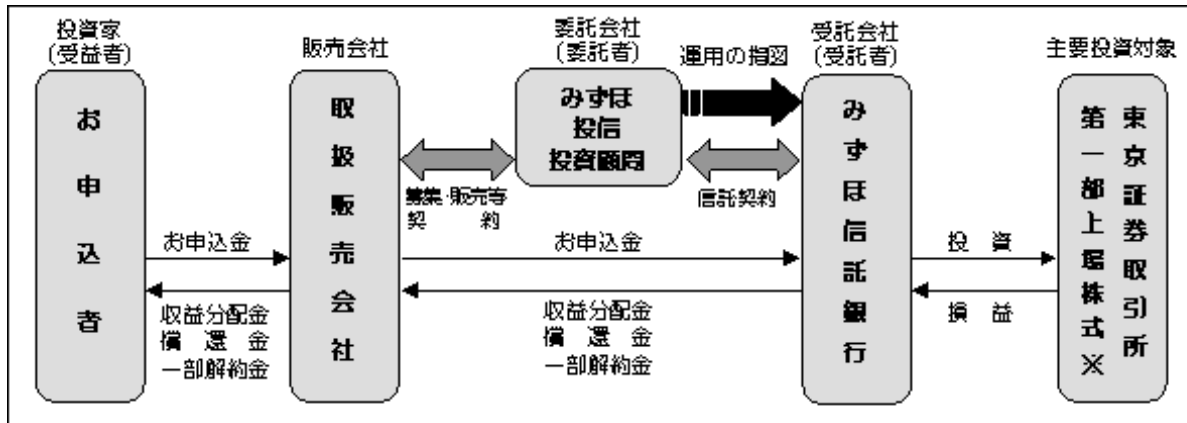 投資家
(受益者)
お申込者
販売会社
取扱販売会社
委託会社
(委託者)
みずほ
投信
投資顧問
運用の指図
受託会社
(受託者)
みずほ信託銀行
主要投資対象
東京証券取引所
第一部上場株式※
募集・販売等
契 約
信託契約
お申込金
収益分配金
償 還 金
一部解約金
お申込金
収益分配金
償 還 金
一部解約金
投 資
損 益